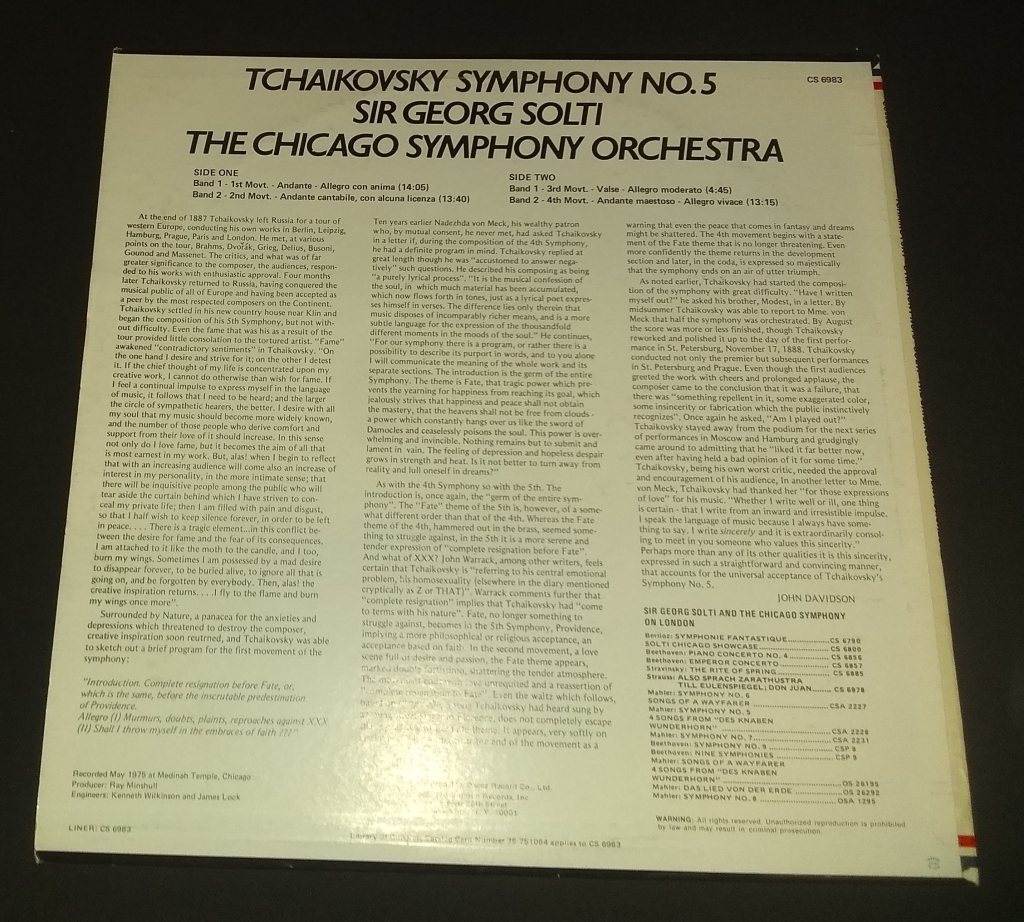 TCHAIKOVSKY SYMPHONY NO. 5
CS 6983
SIR GEORG SOLTI
THE CHICAGO SYMPHONY ORCHESTRA
SIDE ONE
Band 1 - 1st Movt. - Andante - Allegro con anima (14:05)
Band 2 - 2nd Movt. - Andante cantabile, con alcuna licenza (13:40)
SIDE TWO
Band 1 - 3rd Movt. - Valse - Allegro moderato (4:45)
Band 2 - 4th Movt. - Andante maestoso - Allegro vivace (13:15)
At the end of 1887 Tchaikovsky left Russia for a tour of
western Europe, conducting his own works in Berlin, Leipzig,
Hamburg, Prague, Paris and London. He met, at various
points on the tour, Brahms, Dvořák, Grieg, Delius, Busoni,
Gounod and Massenet. The critics, and what was of far
greater significance to the composer, the audiences, respon-
ded to his works with enthusiastic approval. Four months
later Tchaikovsky returned to Russia, having conquered the
musical public of all of Europe and having been accepted as
a peer by the most respected composers on the Continent.
Tchaikovsky settled in his new country house near Klin and
began the composition of his 5th Symphony, but not with-
out difficulty. Even the fame that was his as a result of the
tour provided little consolation to the tortured artist. "Fame"
awakened "contradictory sentiments" in Tchaikovsky. "On
the one hand I desire and strive for it; on the other I detest
it. If the chief thought of my life is concentrated upon my
creative work, I cannot do otherwise than wish for fame. If
I feel a continual impulse to express myself in the language
of music, it follows that I need to be heard; and the larger
the circle of sympathetic hearers, the better. I desire with all
my soul that my music should become more widely known,
and the number of those people who derive comfort and
support from their love of it should increase. In this sense
not only do I love fame, but it becomes the aim of all that
is most earnest in my work. But, alas! when I begin to reflect
that with an increasing audience will come also an increase of
interest in my personality, in the more intimate sense; that
there will be inquisitive people among the public who will
tear aside the curtain behind which I have striven to con-
ceal my private life; then I am filled with pain and disgust,
so that I half wish to keep silence forever, in order to be left
in peace. . . . There is a tragic element...in this conflict be-
tween the desire for fame and the fear of its consequences.
I am attached to it like the moth to the candle, and I too,
burn my wings. Sometimes I am possessed by a mad desire
to disappear forever, to be buried alive, to ignore all that is
going on, and be forgotten by everybody. Then, alas! the
creative inspiration returns. . . .I fly to the flame and burn
my wings once more".
Surrounded by Nature, a panacea for the anxieties and
depressions which threatened to destroy the composer,
creative inspiration soon reutrned, and Tchaikovsky was able
to sketch out a brief program for the first movement of the
symphony:
"Introduction. Complete resignation before Fate, or,
which is the same, before the inscrutable predestination
of Providence.
Allegro (I) Murmurs, doubts, plaints, reproaches against XXX.
(II) Shall I throw myself in the embraces of faith ???"
Recorded May 1975 at Medinah Temple, Chicago
Producer: Ray Minshull
Engineers: Kenneth Wilkinson and James Lock
LINER: CS 6983
Ten years earlier Nadezhda von Meck, his wealthy patron
who, by mutual consent, he never met, had asked Tchaikovsky
in a letter if, during the composition of the 4th Symphony,
he had a definite program in mind. Tchaikovsky replied at
great length though he was "accustomed to answer nega-
tively" such questions. He described his composing as being
"a purely lyrical process". "It is the musical confession of
the soul, in which much material has been accumulated,
which now flows forth in tones, just as a lyrical poet expres-
ses himself in verses. The difference lies only therein that
music disposes of incomparably richer means, and is a more
subtle language for the expression of the thousandfold
different moments in the moods of the soul." He continues,
"For our symphony there is a program, or rather there is a
possibility to describe its purport in words, and to you alone
I will communicate the meaning of the whole work and its
separate sections. The introduction is the germ of the entire
Symphony. The theme is Fate, that tragic power which pre-
vents the yearning for happiness from reaching its goal, which
jealously strives that happiness and peace shall not obtain
the mastery, that the heavens shall not be free from clouds -
a power which constantly hangs over us like the sword of
Damocles and ceaselessly poisons the soul. This power is over-
whelming and invincible. Nothing remains but to submit and
lament in vain. The feeling of depression and hopeless despair
grows in strength and heat. Is it not better to turn away from
reality and lull oneself in dreams?"
As with the 4th Symphony so with the 5th. The
introduction is, once again, the "germ of the entire sym-
phony". The "Fate" theme of the 5th is, however, of a some-
what different order than that of the 4th. Whereas the Fate
theme of the 4th, hammered out in the brass, seemed some-
thing to struggle against, in the 5th it is a more serene and
tender expression of "complete resignation before Fate".
And what of XXX? John Warrack, among other writers, feels
certain that Tchaikovsky is "referring to his central emotional
problem, his homosexuality (elsewhere in the diary mentioned
cryptically as Z or THAT)". Warrack comments further that
"complete resignation" implies that Tchaikovsky had "come
to terms with his nature". Fate, no longer something to
struggle against, becomes in the 5th Symphony, Providence,
implying a more philosophical or religious acceptance, an
acceptance based on faith. In the second movement, a love
scene full of desire and passion, the Fate theme appears,
marked double fortissimo, shattering the tender atmosphere.
The movement ends with love unrequited and a reassertion of
"complete resignation to Fate". Even the waltz which follows,
Tchaikovsky had heard sung by
does not completely escape
theme. It appears, very softly on
end of the movement as a
Record Co., Ltd.
Records, Inc.
Street
N. Y. 10001
Library of Congress Catalog Card Number 75-751064 applies to CS 6983
warning that even the peace that comes in fantasy and dreams
might be shattered. The 4th movement begins with a state-
ment of the Fate theme that is no longer threatening. Even
more confidently the theme returns in the development
section and later, in the coda, is expressed so majestically
that the symphony ends on an air of utter triumph.
As noted earlier, Tchaikovsky had started the composi-
tion of the symphony with great difficulty. "Have I written
myself out?" he asked his brother, Modest, in a letter. By
midsummer Tchaikovsky was able to report to Mme. von
Meck that half the symphony was orchestrated. By August
the score was more or less finished, though Tchaikovsky
reworked and polished it up to the day of the first perfor-
mance in St. Petersburg, November 17, 1888. Tchaikovsky
conducted not only the premier but subsequent performances
in St. Petersburg and Prague. Even though the first audiences
greeted the work with cheers and prolonged applause, the
composer came to the conclusion that it was a failure, that
there was "something repellent in it, some exaggerated color,
some insincerity or fabrication which the public instinctively
recognizes". Once again he asked, "Am I played out?"
Tchaikovsky stayed away from the podium for the next series
of performances in Moscow and Hamburg and grudgingly
came around to admitting that he "liked it far better now,
even after having held a bad opinion of it for some time."
Tchaikovsky, being his own worst critic, needed the approval
and encouragement of his audience, In another letter to Mme.
von Meck, Tchaikovsky had thanked her "for those expressions
of love" for his music. "Whether I write well or ill, one thing
is certain - that I write from an inward and irresistible impulse.
I speak the language of music because I always have some-
thing to say. I write sincerely and it is extraordinarily consol-
ing to meet in you someone who values this sincerity."
Perhaps more than any of its other qualities it is this sincerity,
expressed in such a straightforward and convincing manner,
that accounts for the universal acceptance of Tchaikovsky's
Symphony No. 5.
JOHN DAVIDSON
SIR GEORG SOLTI AND THE CHICAGO SYMPHONY
ON LONDON
Berlioz: SYMPHONIE FANTASTIQUE.....CS 6790
SOLTI CHICAGO SHOWCASE.....CS 6800
Beethoven: PIANO CONCERTO NO. 4.....CS 6856
Beethoven: EMPEROR CONCERTO.....CS 6857
Stravinsky: THE RITE OF SPRING.....CS 6885
Strauss: ALSO SPRACH ZARATHUSTRA
TILL EULENSPIEGEL; DON JUAN.....CS 6978
Mahler: SYMPHONY NO. 6
SONGS OF A WAYFARER.....CSA 2227
Mahler: SYMPHONY NO. 5
4 SONGS FROM "DES KNABEN
WUNDERHORN".....CSA 2228
Mahler: SYMPHONY NO. 7.....CSA 2231
Beethoven: SYMPHONY NO. 9.....CSP 8
Beethoven: NINE SYMPHONIES.....CSP 9
Mahler: SONGS OF A WAYFARER
4 SONGS FROM "DES KNABEN
WUNDERHORN".....OS 26195
Mahler: DAS LIED VON DER ERDE.....OS 26292
Mahler: SYMPHONY NO. 8.....OSA 1295
WARNING: All rights reserved. Unauthorized reproduction is prohibited
by law and may result in criminal prosecution.